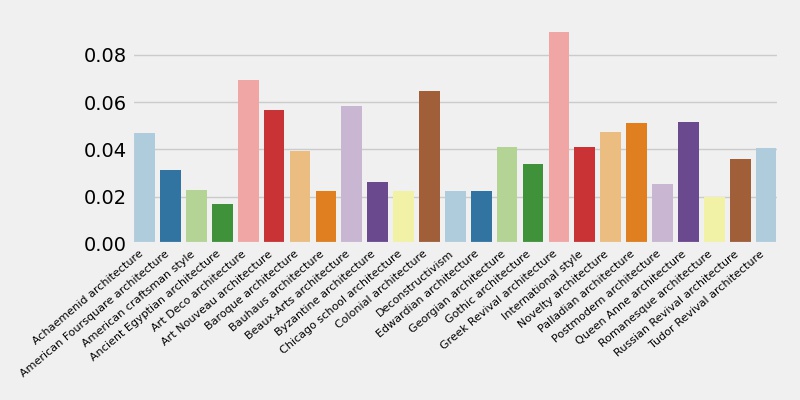 0.08
0.06
0.04
0.02
0.00
Achaemenid architecture
American Foursquare architecture
American craftsman style
Ancient Egyptian architecture
Art Deco architecture
Art Nouveau architecture
Baroque architecture
Bauhaus architecture
Beaux-Arts architecture
Byzantine architecture
Chicago school architecture
Colonial architecture
Deconstructivism
Edwardian architecture
Georgian architecture
Gothic architecture
Greek Revival architecture
International style
Novelty architecture
Palladian architecture
Postmodern architecture
Queen Anne architecture
Romanesque architecture
Russian Revival architecture
Tudor Revival architecture